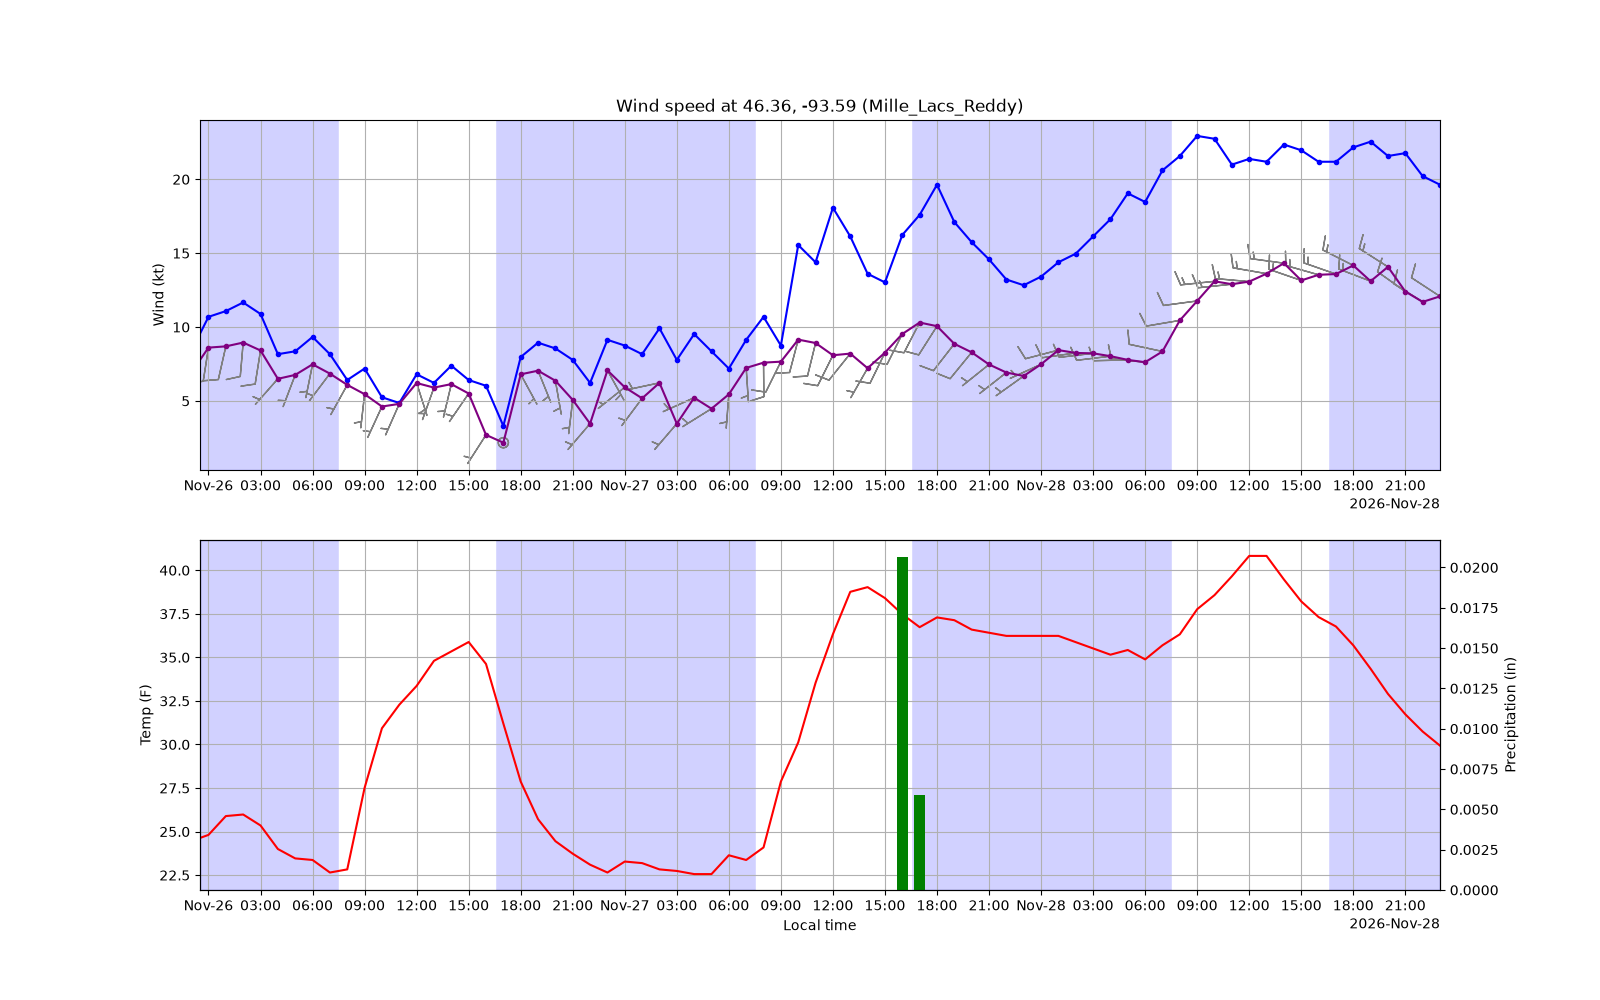 Wind speed at 46.36, -93.59 (Mille_Lacs_Reddy)
Wind (kt)
20
15
10
5
Nov-26 03:00 06:00 09:00 12:00 15:00 18:00 21:00 Nov-27 03:00 06:00 09:00 12:00 15:00 18:00 21:00 Nov-28 03:00 06:00 09:00 12:00 15:00 18:00 21:00
2026-Nov-28
Temp (F)
40.0
37.5
35.0
32.5
30.0
27.5
25.0
22.5
0.0200
0.0175
0.0150
0.0125
0.0100
0.0075
0.0050
0.0025
0.0000
Precipitation (in)
Nov-26 03:00 06:00 09:00 12:00 15:00 18:00 21:00 Nov-27 03:00 06:00 09:00 12:00 15:00 18:00 21:00 Nov-28 03:00 06:00 09:00 12:00 15:00 18:00 21:00
Local time
2026-Nov-28